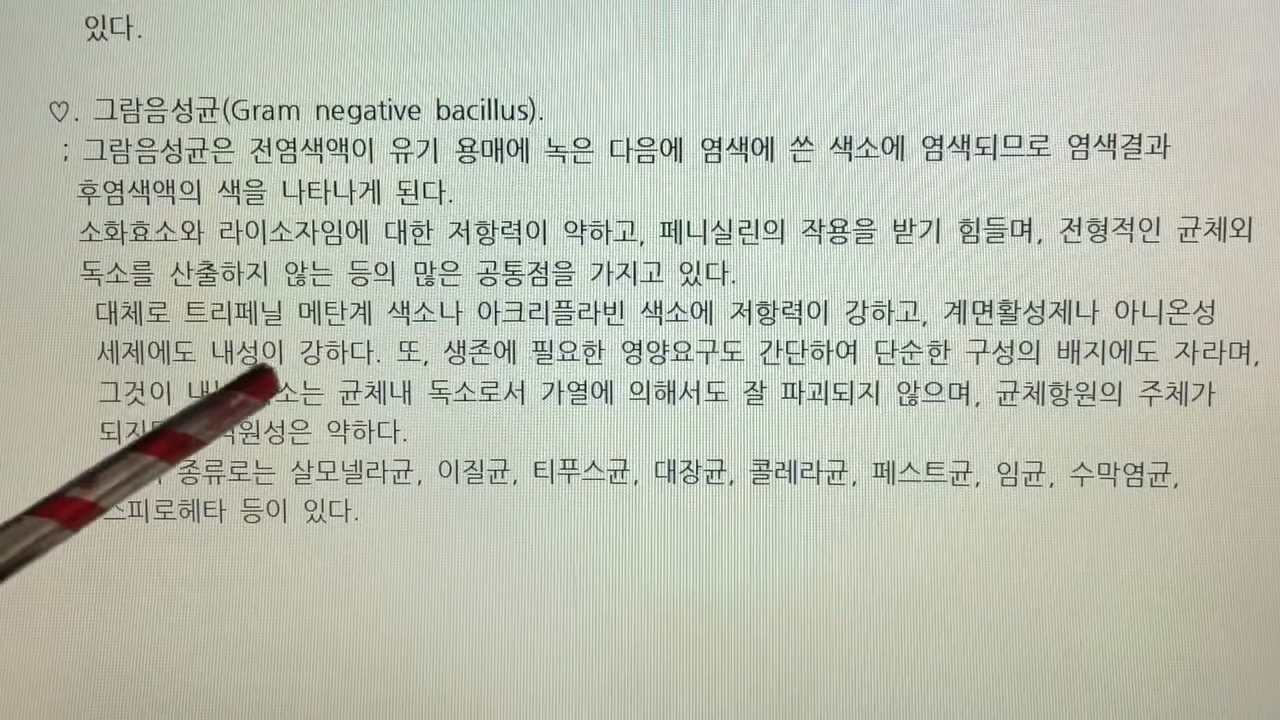 있다.
♡. 그람음성균(Gram negative bacillus).
; 그람음성균은 전염색액이 유기 용매에 녹은 다음에 염색에 쓴 색소에 염색되므로 염색결과
후염색액의 색을 나타나게 된다.
소화효소와 라이소자임에 대한 저항력이 약하고, 페니실린의 작용을 받기 힘들며, 전형적인 균체외
독소를 산출하지 않는 등의 많은 공통점을 가지고 있다.
대체로 트리페닐 메탄계 색소나 아크리플라빈 색소에 저항력이 강하고, 계면활성제나 아니온성
세제에도 내성이 강하다. 또, 생존에 필요한 영양요구도 간단하여 단순한 구성의 배지에도 자라며,
그것이 균체내 독소로서 가열에 의해서도 잘 파괴되지 않으며, 균체항원의 주체가
약하다.
종류로는 살모넬라균, 이질균, 티푸스균, 대장균, 콜레라균, 페스트균, 임균, 수막염균,
스피로헤타 등이 있다.